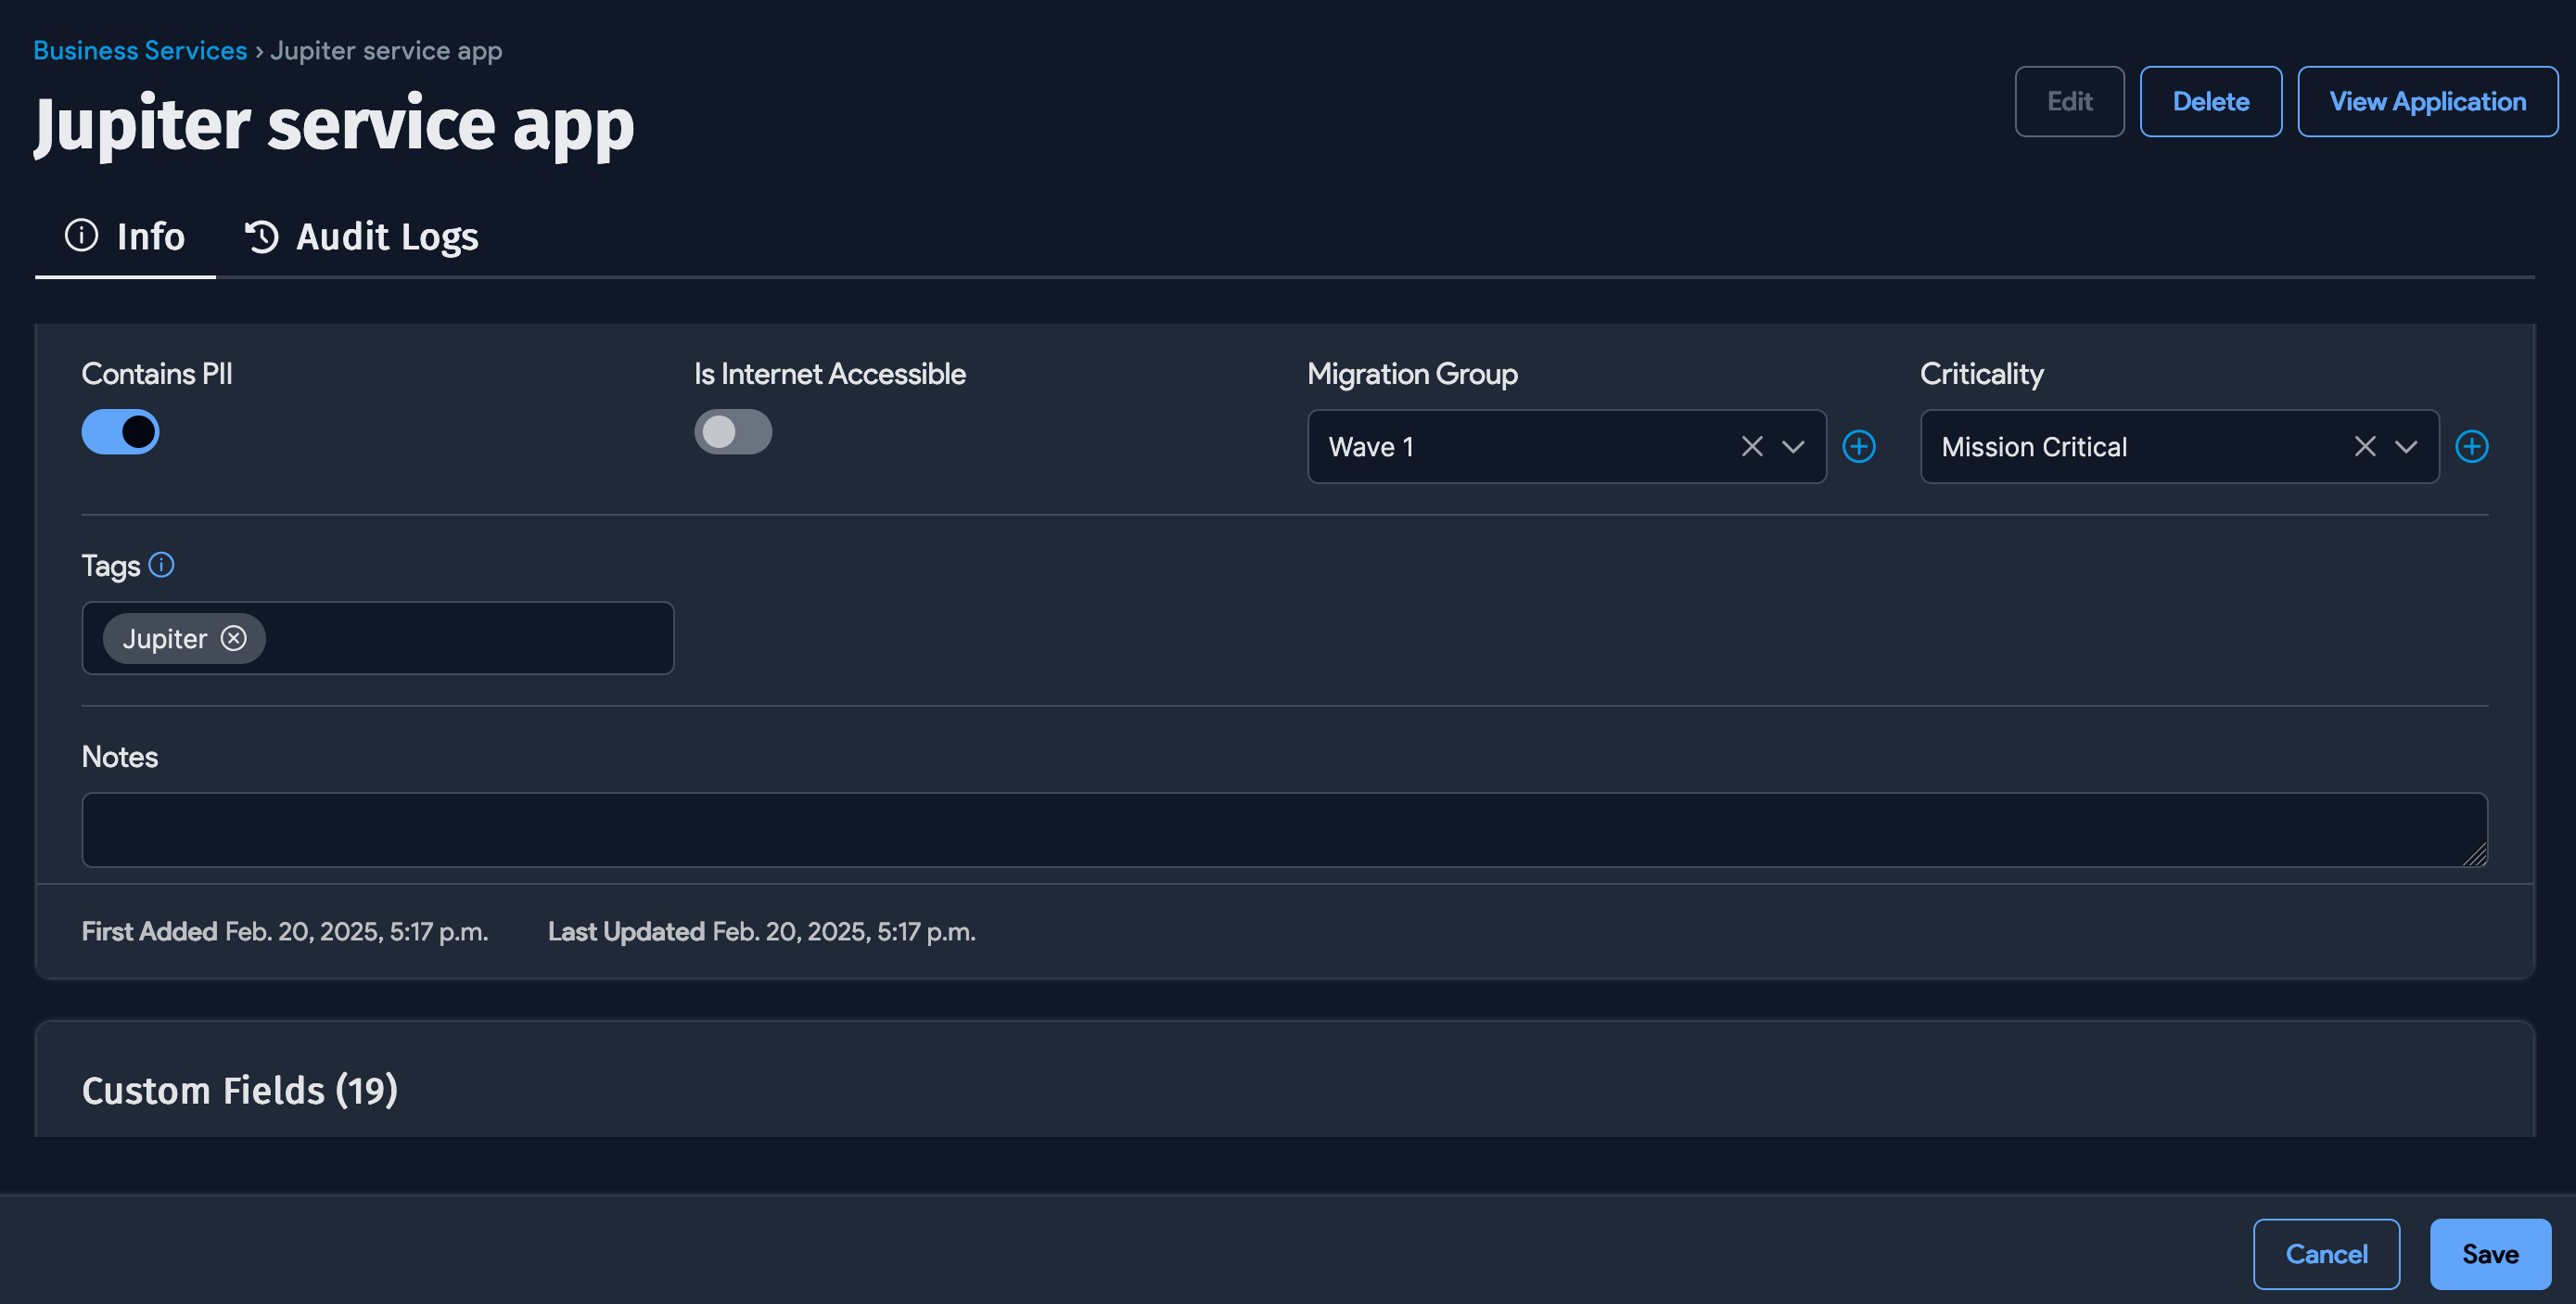 Business Services › Jupiter service app
Jupiter service app
Edit
Delete
View Application
Info
Audit Logs
Contains PII
Is Internet Accessible
Migration Group
Criticality
Wave 1
Mission Critical
Tags
Jupiter
Notes
First Added Feb. 20, 2025, 5:17 p.m.
Last Updated Feb. 20, 2025, 5:17 p.m.
Custom Fields (19)
Cancel
Save